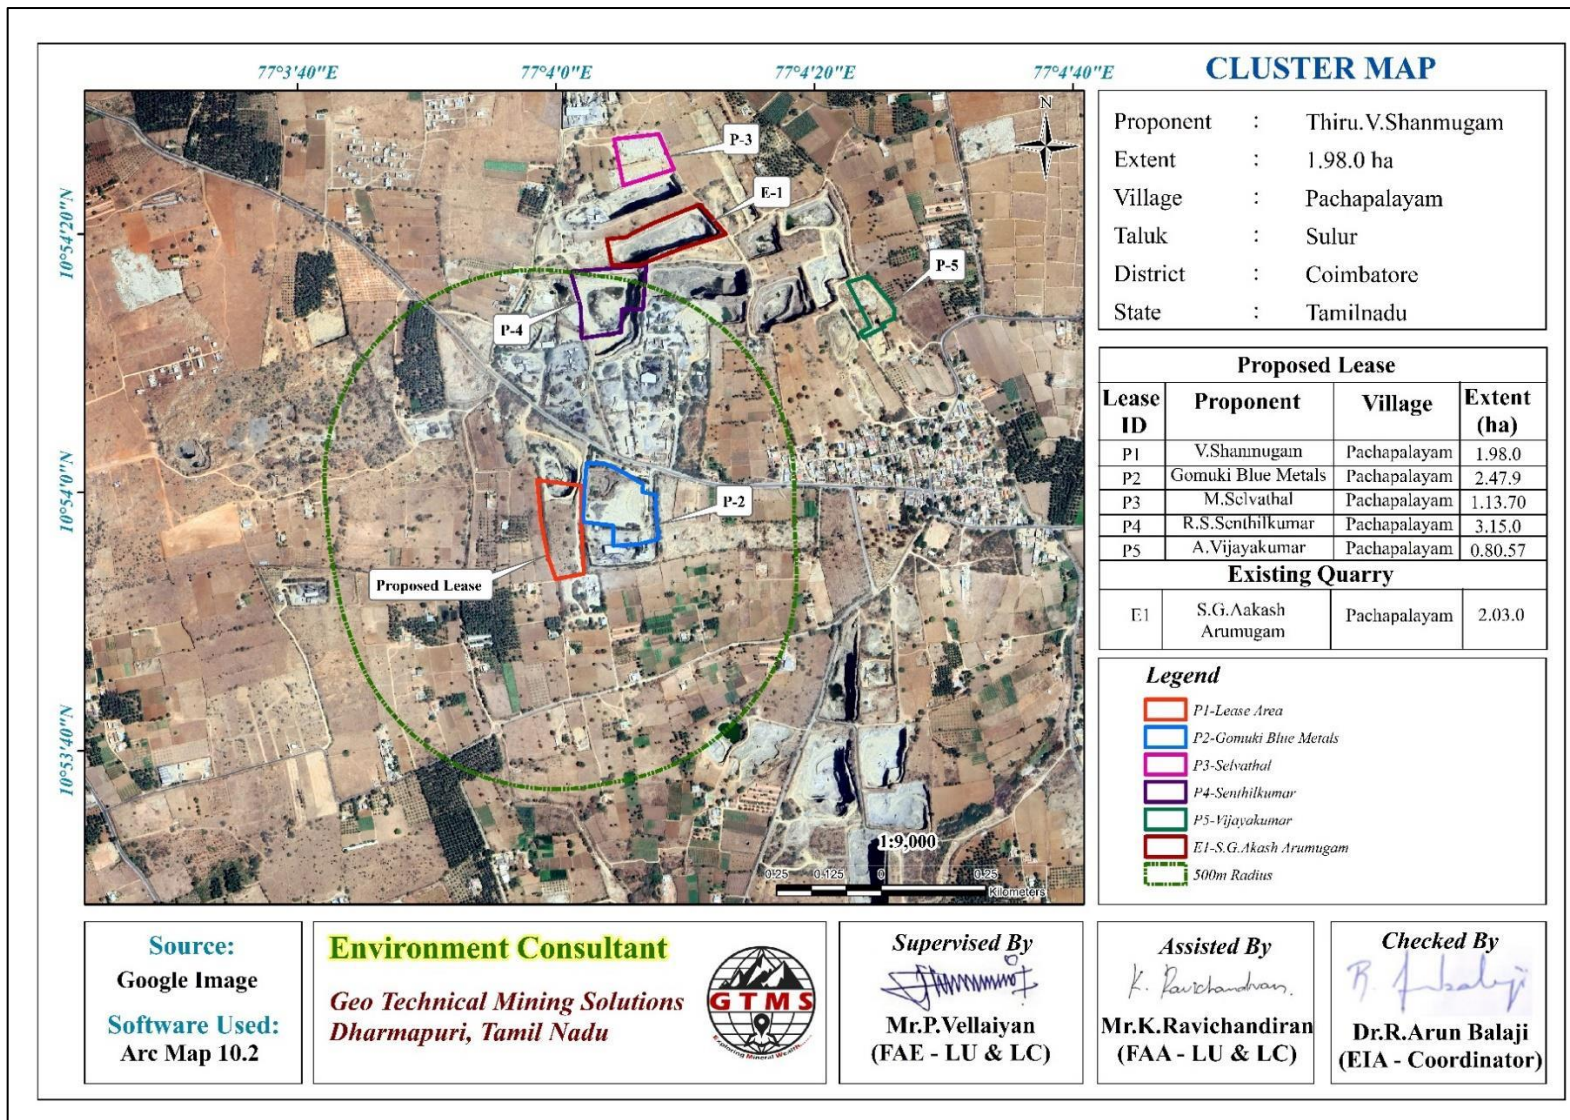 77°3'40"E 77°4'0"E 77°4'20"E 77°4'40"E
10°54'20"N
10°54'0"N
10°53'40"N
N
P-3
E-1
P-5
P-4
P-2
Proposed Lease
1:9,000
0.25 0.125 0 0.25
Kilometers
CLUSTER MAP
Proponent : Thiru.V.Shanmugam
Extent : 1.98.0 ha
Village : Pachapalayam
Taluk : Sulur
District : Coimbatore
State : Tamilnadu
Proposed Lease
Lease ID Proponent Village Extent (ha)
P1 V.Shanmugam Pachapalayam 1.98.0
P2 Gomuki Blue Metals Pachapalayam 2.47.9
P3 M.Selvathal Pachapalayam 1.13.70
P4 R.S.Senthilkumar Pachapalayam 3.15.0
P5 A.Vijayakumar Pachapalayam 0.80.57
Existing Quarry
E1 S.G.Aakash Arumugam Pachapalayam 2.03.0
Legend
P1-Lease Area
P2-Gomuki Blue Metals
P3-Selvathal
P4-Senthilkumar
P5-Vijayakumar
E1-S.G.Akash Arumugam
500m Radius
Source:
Google Image
Software Used:
Arc Map 10.2
Environment Consultant
Geo Technical Mining Solutions
Dharmapuri, Tamil Nadu
GTMS
Exploring Mineral Wealth
Supervised By
Mr.P.Vellaiyan
(FAE - LU & LC)
Assisted By
K. Ravichandran.
Mr.K.Ravichandiran
(FAA - LU & LC)
Checked By
Dr.R.Arun Balaji
(EIA - Coordinator)